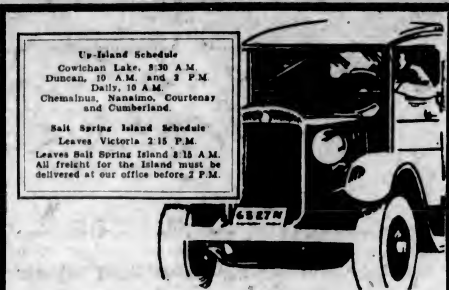 Up-Island Schedule
Cowichan Lake, 8:30 A.M.
Duncan, 10 A.M. and 2 P.M.
Daily, 10 A.M.
Chemainus, Nanaimo, Courtenay
and Cumberland.
Salt Spring Island Schedule
Leaves Victoria 2:15 P.M.
Leaves Salt Spring Island 8:15 A.M.
All freight for the Island must be
delivered at our office before 2 P.M.